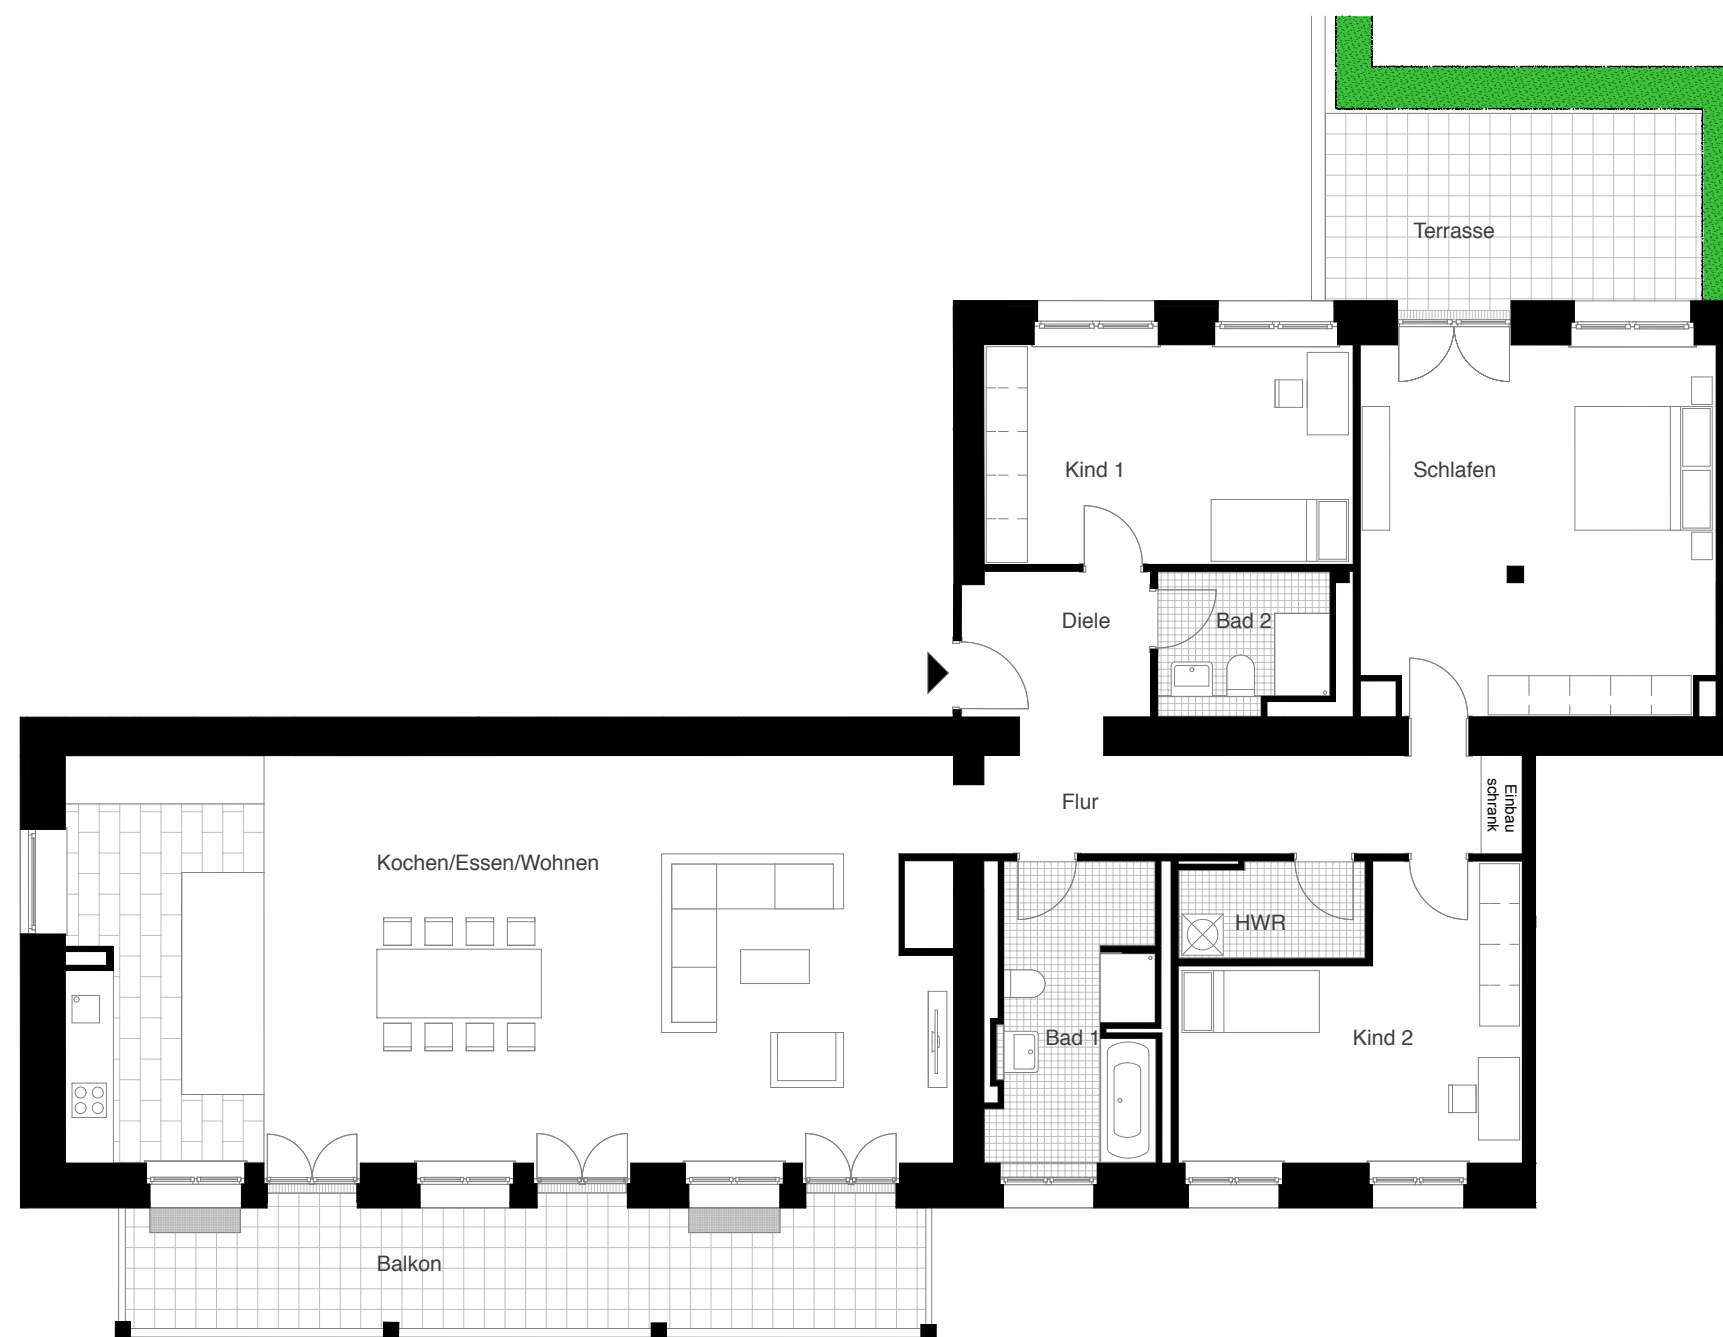 Terrasse
Kind 1
Schlafen
Diele
Bad 2
Flur
Einbau
schrank
Kochen/Essen/Wohnen
HWR
Bad 1
Kind 2
Balkon